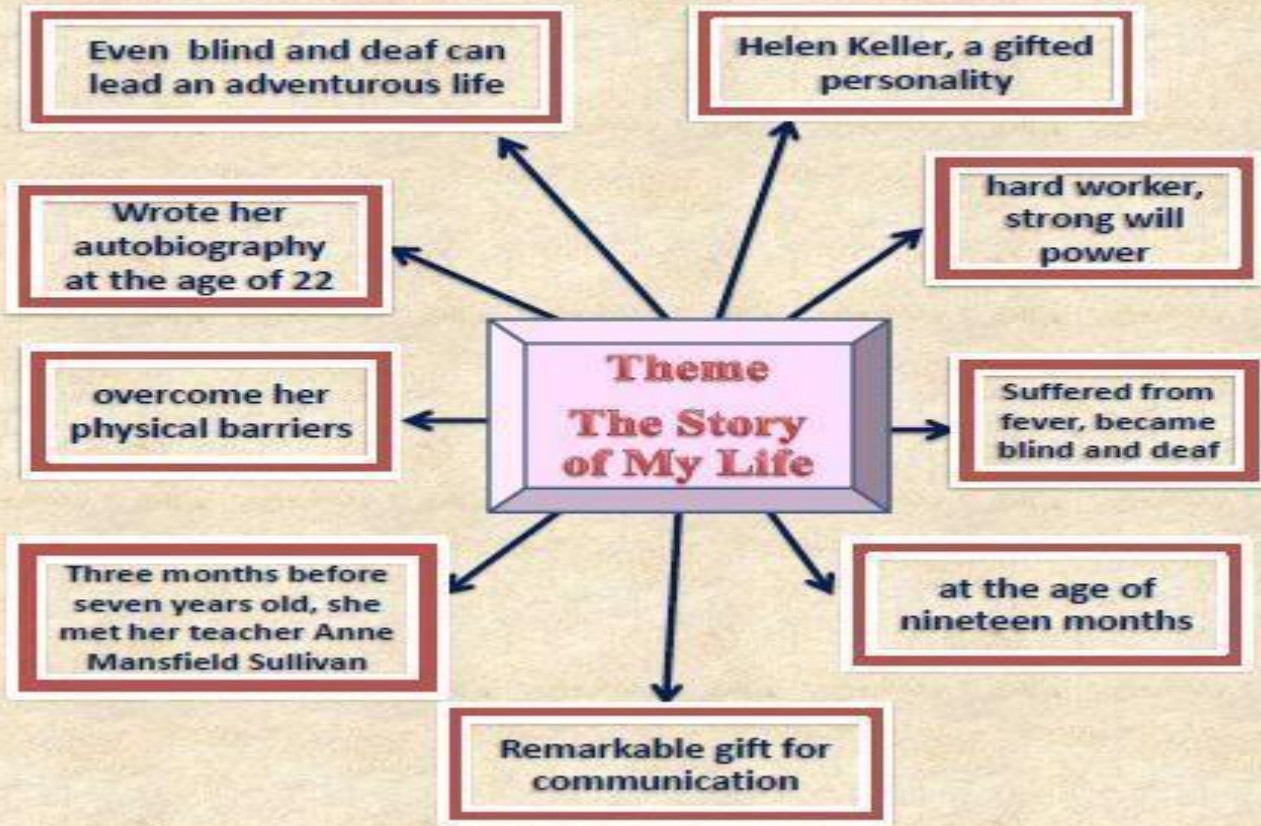 Even blind and deaf can
lead an adventurous life
Helen Keller, a gifted
personality
Wrote her
autobiography
at the age of 22
hard worker,
strong will
power
Theme
The Story
of My Life
overcome her
physical barriers
Suffered from
fever, became
blind and deaf
Three months before
seven years old, she
met her teacher Anne
Mansfield Sullivan
at the age of
nineteen months
Remarkable gift for
communication